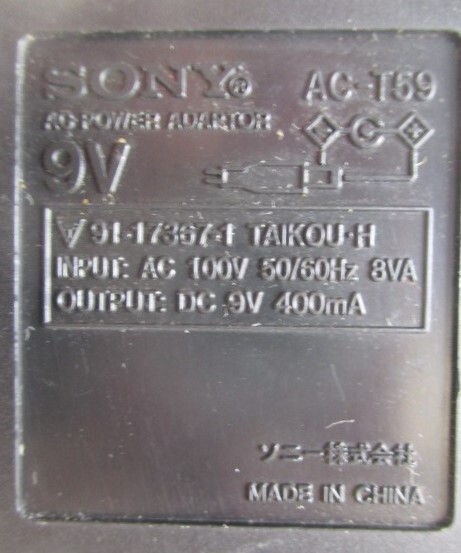 SONY® AC-T59
AC POWER ADAPTOR
9V
91-17367-1 TAIKOU·H
INPUT: AC 100V 50/60Hz 8VA
OUTPUT: DC 9V 400mA
ソニー株式会社
MADE IN CHINA